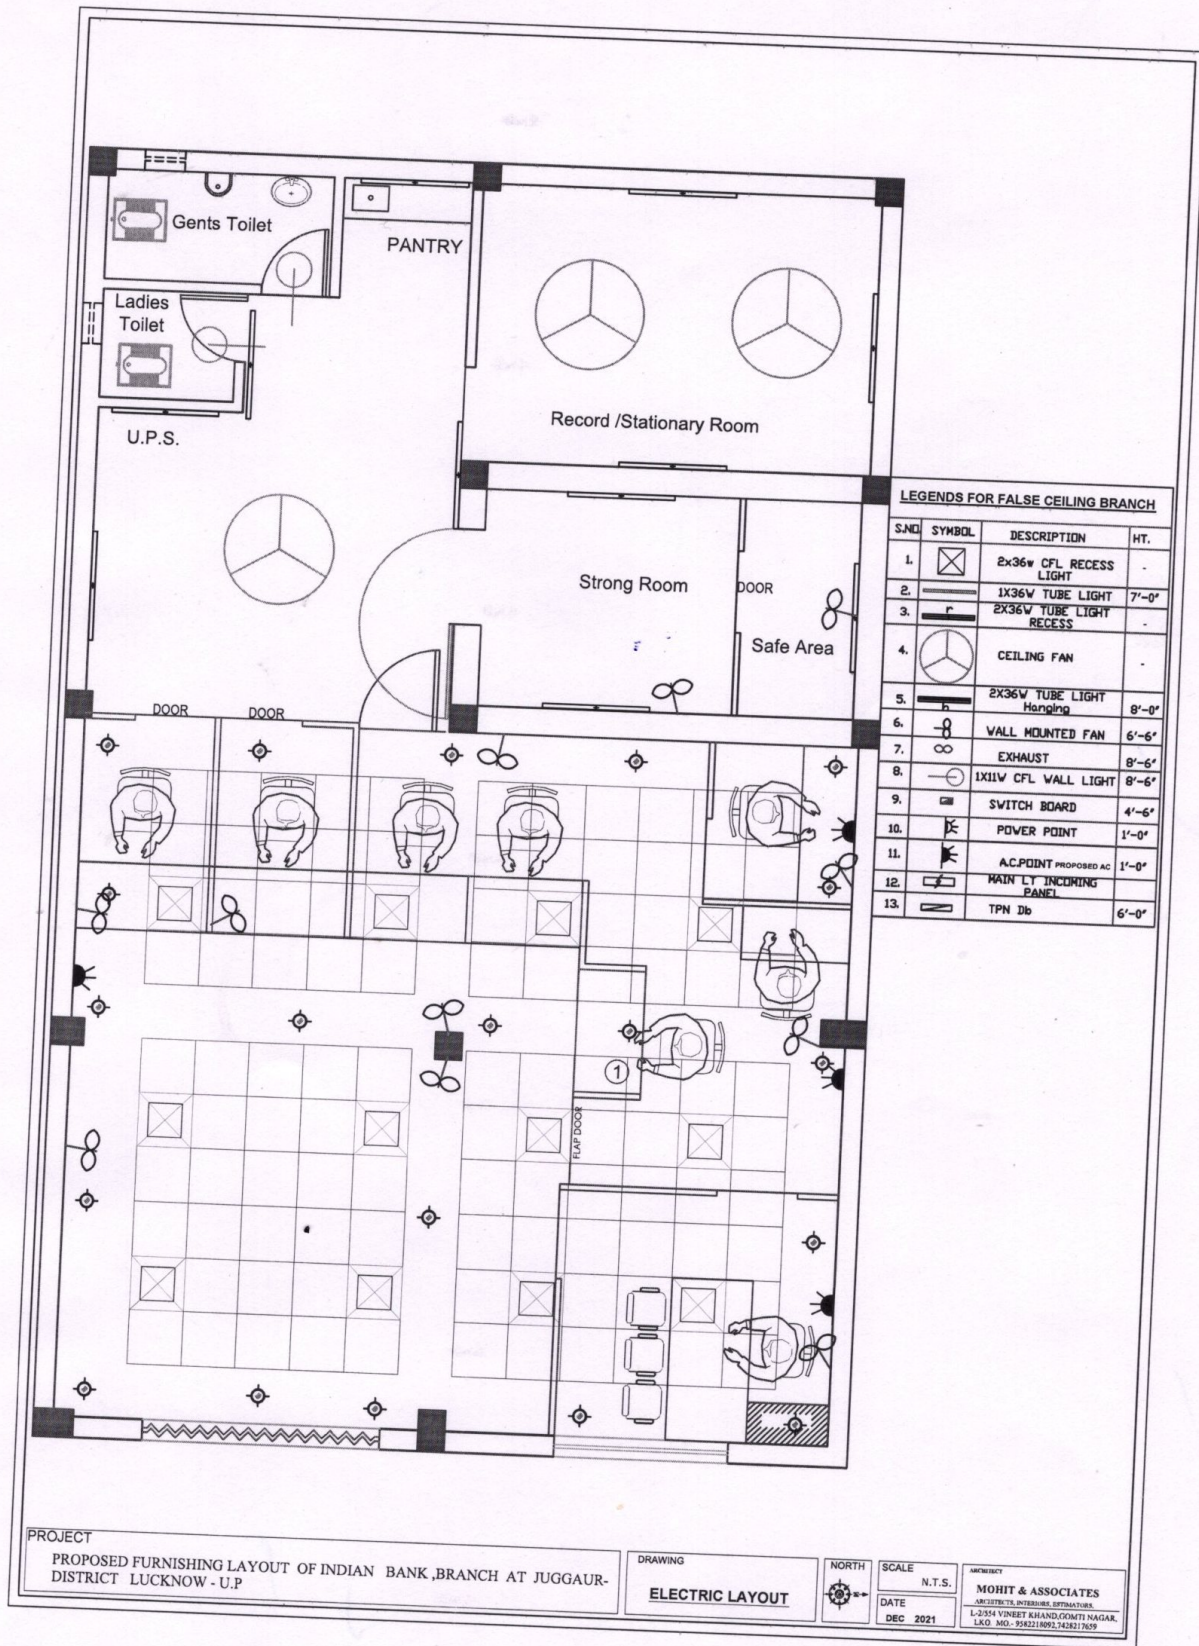 Gents Toilet
PANTRY
Ladies
Toilet
U.P.S.
Record /Stationary Room
Strong Room
DOOR
Safe Area
DOOR
DOOR
1
FLAP DOOR
LEGENDS FOR FALSE CEILING BRANCH
S.NO. SYMBOL DESCRIPTION HT.
1. 2x36w CFL RECESS LIGHT -
2. 1X36W TUBE LIGHT 7'-0"
3. r 2X36W TUBE LIGHT RECESS -
4. CEILING FAN -
5. h 2X36W TUBE LIGHT Hanging 8'-0"
6. WALL MOUNTED FAN 6'-6"
7. EXHAUST 8'-6"
8. 1X11W CFL WALL LIGHT 8'-6"
9. SWITCH BOARD 4'-6"
10. POWER POINT 1'-0"
11. A.C.POINT PROPOSED AC 1'-0"
12. MAIN LT INCOMING PANEL
13. TPN Db 6'-0"
PROJECT
PROPOSED FURNISHING LAYOUT OF INDIAN BANK ,BRANCH AT JUGGAUR-
DISTRICT LUCKNOW - U.P
DRAWING
ELECTRIC LAYOUT
NORTH
SCALE
N.T.S.
DATE
DEC 2021
ARCHITECT
MOHIT & ASSOCIATES
ARCHITECTS, INTERIORS, ESTIMATORS.
L-2/554 VINEET KHAND,GOMTI NAGAR,
LKO. MO.- 9582218092,7428217659